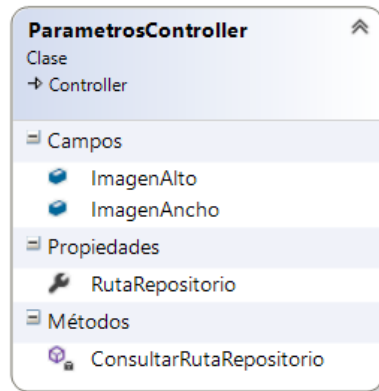 ParametrosController
Clase
Controller
Campos
ImagenAlto
ImagenAncho
Propiedades
RutaRepositorio
Métodos
ConsultarRutaRepositorio